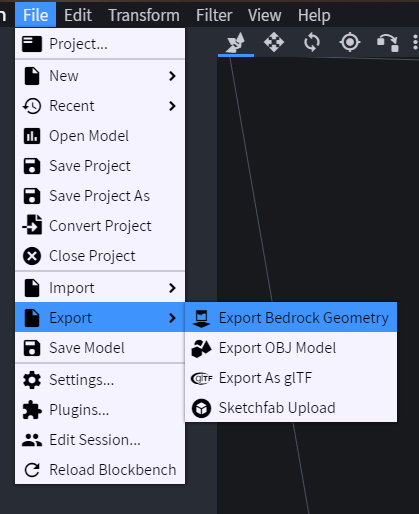 File Edit Transform Filter View Help
Project...
New
Recent
Open Model
Save Project
Save Project As
Convert Project
Close Project
Import
Export
Export Bedrock Geometry
Save Model
Export OBJ Model
Settings...
Export As glTF
glTF
Plugins...
Sketchfab Upload
Edit Session...
Reload Blockbench